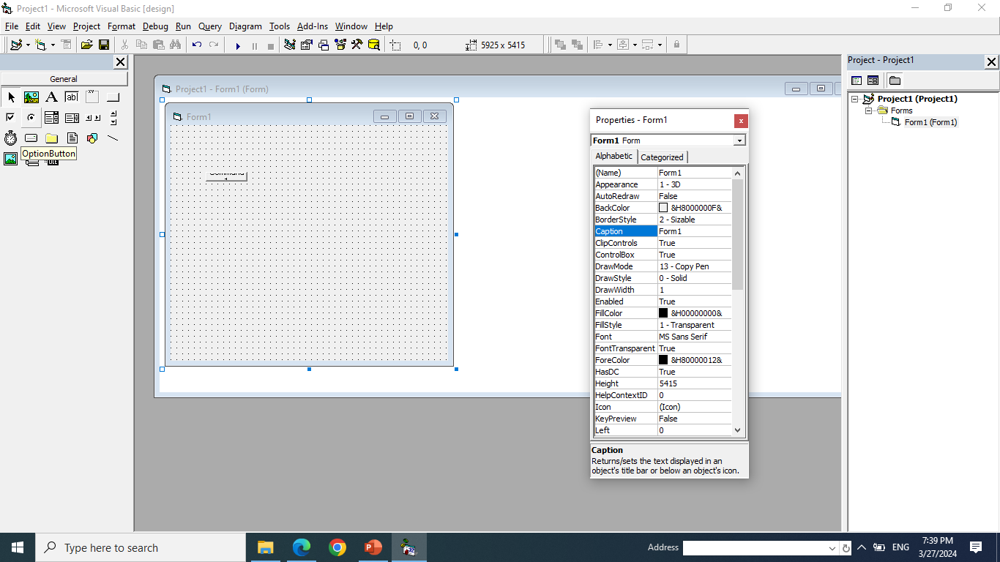 Project1 - Microsoft Visual Basic [design]
File Edit View Project Format Debug Run Query Diagram Tools Add-Ins Window Help
0, 0
5925 x 5415
General
OptionButton
Project1 - Form1 (Form)
Form1
Properties - Form1
Form1 Form
Alphabetic Categorized
(Name) Form1
Appearance 1 - 3D
AutoRedraw False
BackColor &H8000000F&
BorderStyle 2 - Sizable
Caption Form1
ClipControls True
ControlBox True
DrawMode 13 - Copy Pen
DrawStyle 0 - Solid
DrawWidth 1
Enabled True
FillColor &H00000000&
FillStyle 1 - Transparent
Font MS Sans Serif
FontTransparent True
ForeColor &H80000012&
HasDC True
Height 5415
HelpContextID 0
Icon (Icon)
KeyPreview False
Left 0
Caption
Returns/sets the text displayed in an
object's title bar or below an object's icon.
Project - Project1
Project1 (Project1)
Forms
Form1 (Form1)
Type here to search
Address
ENG
7:39 PM
3/27/2024